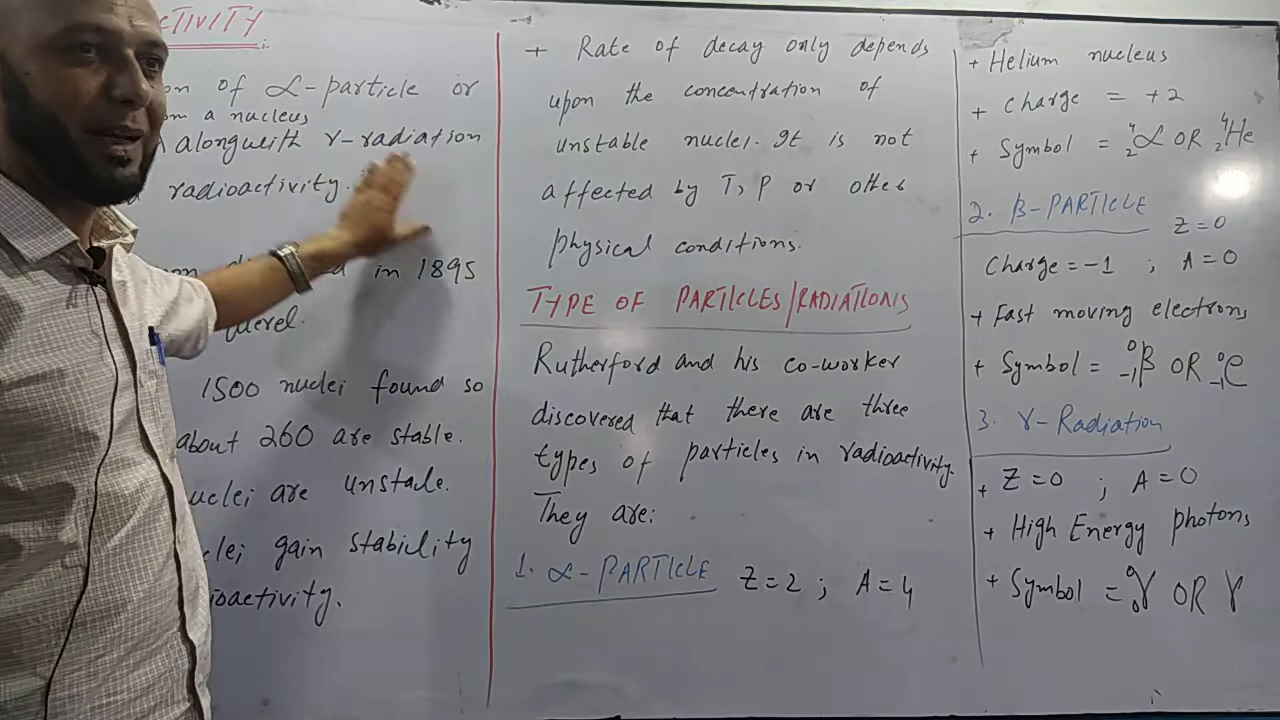 CTIVITY
on of α-particle or
om a nucleus
alongwith γ-radiation
radioactivity.
in 1895
querel.
1500 nuclei found so
about 260 are stable.
uclei are unstale.
clei gain stability
ioactivity.
+ Rate of decay only depends
upon the concentration of
unstable nuclei. It is not
affected by T, P or other
physical conditions.
TYPE OF PARTICLES/RADIATIONS
Rutherford and his co-worker
discovered that there are three
types of particles in radioactivity.
They are:
1. α-PARTICLE Z=2 ; A=4
+ Helium nucleus
+ Charge = +2
+ Symbol = ⁴₂α OR ⁴₂He
2. β-PARTICLE Z=0
Charge = -1 ; A=0
+ Fast moving electrons
+ Symbol = ⁰₋₁β OR ⁰₋₁e
3. γ-Radiation
+ Z=0 ; A=0
+ High Energy photons
+ Symbol = ⁰₀γ OR γ